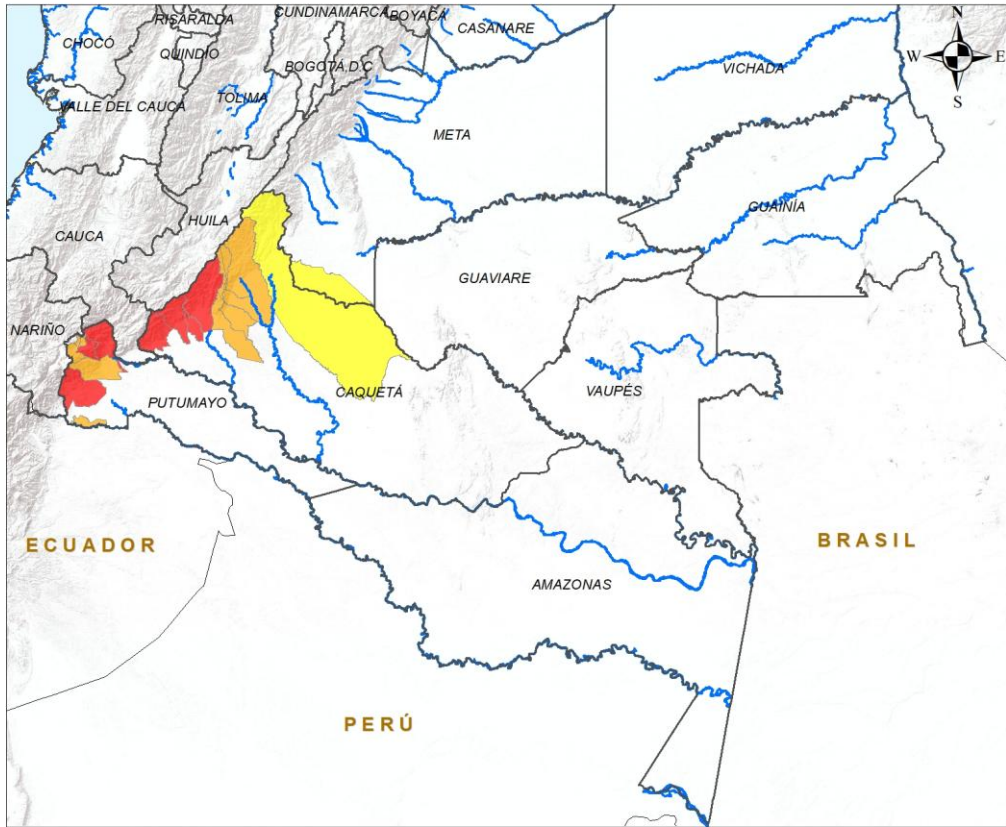 CUNDINAMARCA
BOYACÁ
RISARALDA
CASANARE
N
CHOCÓ
QUINDÍO
BOGOTÁ D.C
VICHADA
W
E
S
TOLIMA
VALLE DEL CAUCA
META
GUAINÍA
HUILA
CAUCA
GUAVIARE
NARIÑO
CAQUETÁ
VAUPÉS
PUTUMAYO
ECUADOR
BRASIL
AMAZONAS
PERÚ